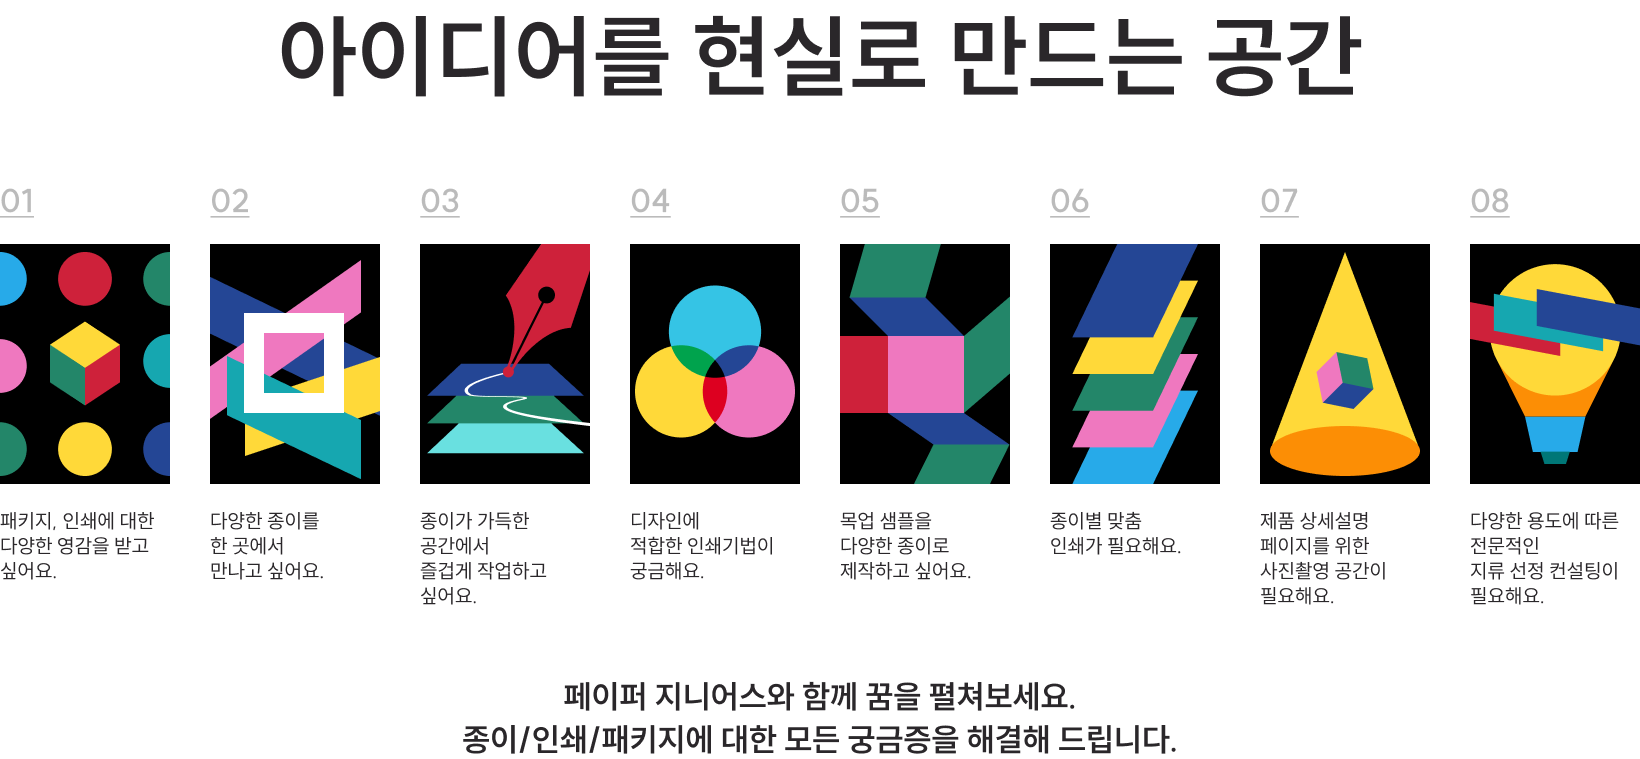 아이디어를 현실로 만드는 공간
01
패키지, 인쇄에 대한
다양한 영감을 받고
싶어요.
02
다양한 종이를
한 곳에서
만나고 싶어요.
03
종이가 가득한
공간에서
즐겁게 작업하고
싶어요.
04
디자인에
적합한 인쇄기법이
궁금해요.
05
목업 샘플을
다양한 종이로
제작하고 싶어요.
06
종이별 맞춤
인쇄가 필요해요.
07
제품 상세설명
페이지를 위한
사진촬영 공간이
필요해요.
08
다양한 용도에 따른
전문적인
지류 선정 컨설팅이
필요해요.
페이퍼 지니어스와 함께 꿈을 펼쳐보세요.
종이/인쇄/패키지에 대한 모든 궁금증을 해결해 드립니다.